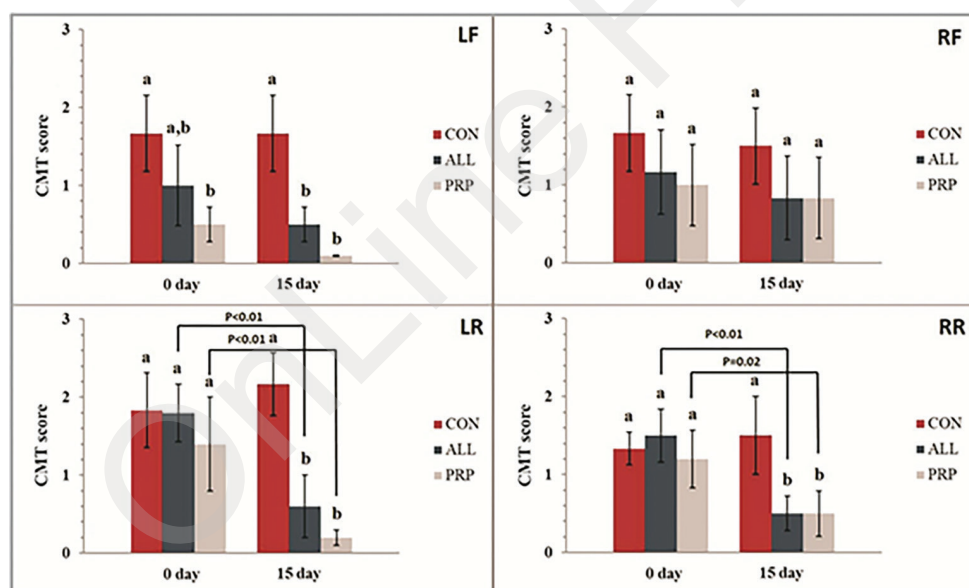 LF
3
a
a
2
a,b
CON
ALL
PRP
CMT score
b
b
1
b
0
0 day
15 day
RF
3
a
a
a
a
2
a
a
CON
ALL
PRP
CMT score
1
0
0 day
15 day
LR
P<0.01
P<0.01
3
a
a
a
a
2
CON
ALL
PRP
CMT score
b
1
b
0
0 day
15 day
RR
P<0.01
P=0.02
3
a
a
a
a
2
CON
ALL
PRP
CMT score
b
b
1
0
0 day
15 day
OnLine